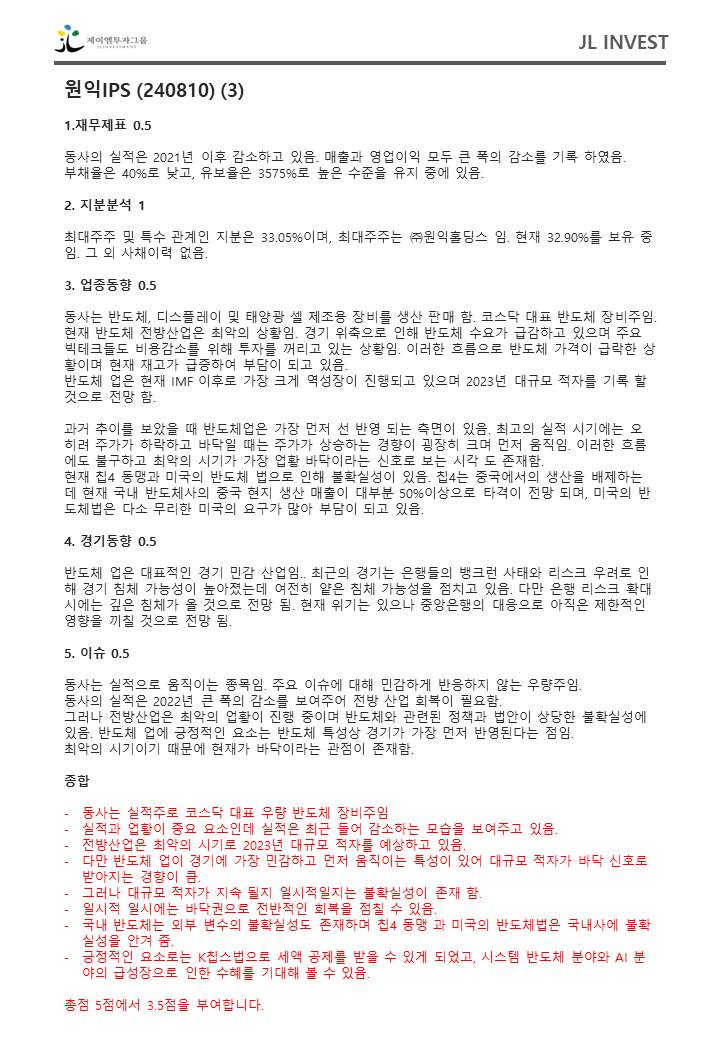 제이엘투자그룹
JLINVESTMENT
JL INVEST
원익IPS (240810) (3)
1.재무제표 0.5
동사의 실적은 2021년 이후 감소하고 있음. 매출과 영업이익 모두 큰 폭의 감소를 기록 하였음.
부채율은 40%로 낮고, 유보율은 3575%로 높은 수준을 유지 중에 있음.
2. 지분분석 1
최대주주 및 특수 관계인 지분은 33.05%이며, 최대주주는 ㈜원익홀딩스 임. 현재 32.90%를 보유 중
임. 그 외 사채이력 없음.
3. 업종동향 0.5
동사는 반도체, 디스플레이 및 태양광 셀 제조용 장비를 생산 판매 함. 코스닥 대표 반도체 장비주임.
현재 반도체 전방산업은 최악의 상황임. 경기 위축으로 인해 반도체 수요가 급감하고 있으며 주요
빅테크들도 비용감소를 위해 투자를 꺼리고 있는 상황임. 이러한 흐름으로 반도체 가격이 급락한 상
황이며 현재 재고가 급증하여 부담이 되고 있음.
반도체 업은 현재 IMF 이후로 가장 크게 역성장이 진행되고 있으며 2023년 대규모 적자를 기록 할
것으로 전망 함.
과거 추이를 보았을 때 반도체업은 가장 먼저 선 반영 되는 측면이 있음. 최고의 실적 시기에는 오
히려 주가가 하락하고 바닥일 때는 주가가 상승하는 경향이 굉장히 크며 먼저 움직임. 이러한 흐름
에도 불구하고 최악의 시기가 가장 업황 바닥이라는 신호로 보는 시각 도 존재함.
현재 칩4 동맹과 미국의 반도체 법으로 인해 불확실성이 있음. 칩4는 중국에서의 생산을 배제하는
데 현재 국내 반도체사의 중국 현지 생산 매출이 대부분 50%이상으로 타격이 전망 되며, 미국의 반
도체법은 다소 무리한 미국의 요구가 많아 부담이 되고 있음.
4. 경기동향 0.5
반도체 업은 대표적인 경기 민감 산업임.. 최근의 경기는 은행들의 뱅크런 사태와 리스크 우려로 인
해 경기 침체 가능성이 높아졌는데 여전히 얕은 침체 가능성을 점치고 있음. 다만 은행 리스크 확대
시에는 깊은 침체가 올 것으로 전망 됨. 현재 위기는 있으나 중앙은행의 대응으로 아직은 제한적인
영향을 끼칠 것으로 전망 됨.
5. 이슈 0.5
동사는 실적으로 움직이는 종목임. 주요 이슈에 대해 민감하게 반응하지 않는 우량주임.
동사의 실적은 2022년 큰 폭의 감소를 보여주어 전방 산업 회복이 필요함.
그러나 전방산업은 최악의 업황이 진행 중이며 반도체와 관련된 정책과 법안이 상당한 불확실성에
있음. 반도체 업에 긍정적인 요소는 반도체 특성상 경기가 가장 먼저 반영된다는 점임.
최악의 시기이기 때문에 현재가 바닥이라는 관점이 존재함.
종합
- 동사는 실적주로 코스닥 대표 우량 반도체 장비주임
- 실적과 업황이 중요 요소인데 실적은 최근 들어 감소하는 모습을 보여주고 있음.
- 전방산업은 최악의 시기로 2023년 대규모 적자를 예상하고 있음.
- 다만 반도체 업이 경기에 가장 민감하고 먼저 움직이는 특성이 있어 대규모 적자가 바닥 신호로
받아지는 경향이 큼.
- 그러나 대규모 적자가 지속 될지 일시적일지는 불확실성이 존재 함.
- 일시적 일시에는 바닥권으로 전반적인 회복을 점칠 수 있음.
- 국내 반도체는 외부 변수의 불확실성도 존재하며 칩4 동맹 과 미국의 반도체법은 국내사에 불확
실성을 안겨 줌.
- 긍정적인 요소로는 K칩스법으로 세액 공제를 받을 수 있게 되었고, 시스템 반도체 분야와 AI 분
야의 급성장으로 인한 수혜를 기대해 볼 수 있음.
총점 5점에서 3.5점을 부여합니다.